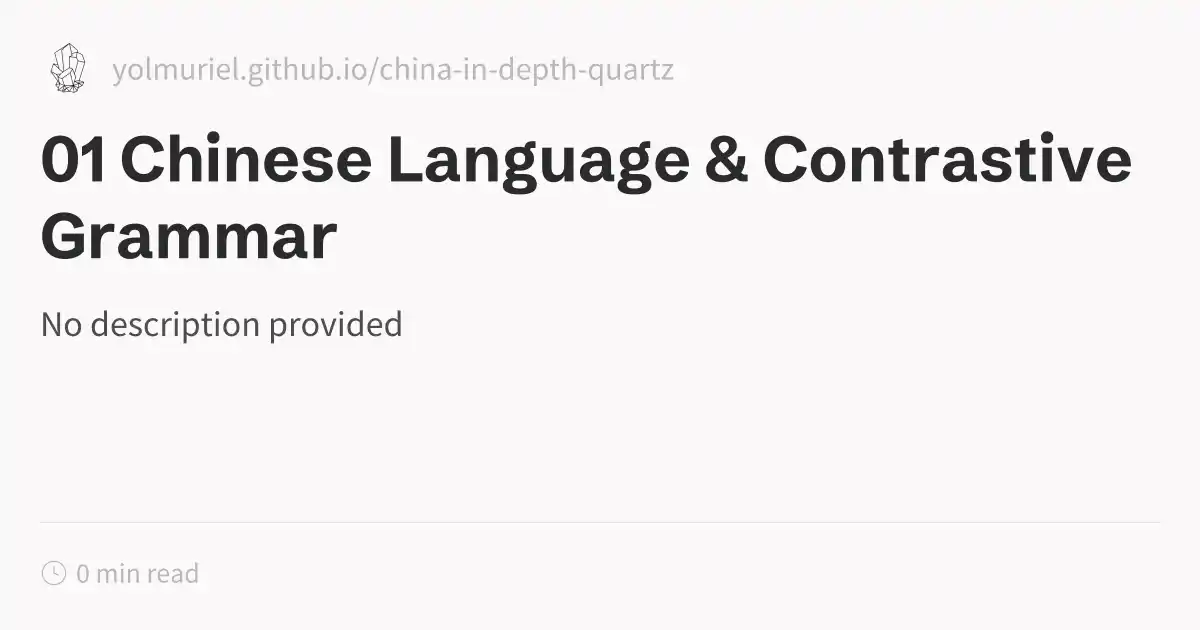 yolmuriel.github.io/china-in-depth-quartz
01 Chinese Language & Contrastive
Grammar
No description provided
0 min read